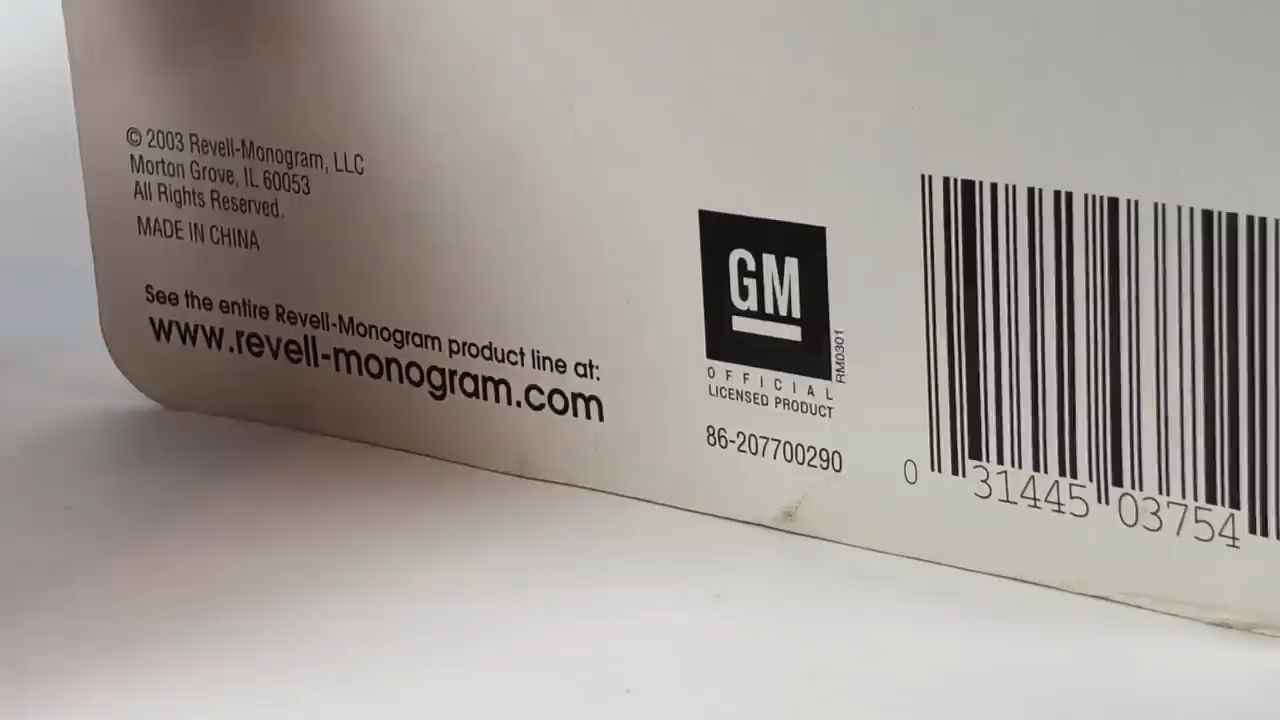 © 2003 Revell-Monogram, LLC
Morton Grove, IL 60053
All Rights Reserved.
MADE IN CHINA
See the entire Revell-Monogram product line at:
www.revell-monogram.com
GM
RM0301
OFFICIAL
LICENSED PRODUCT
86-207700290
0 31445 03754